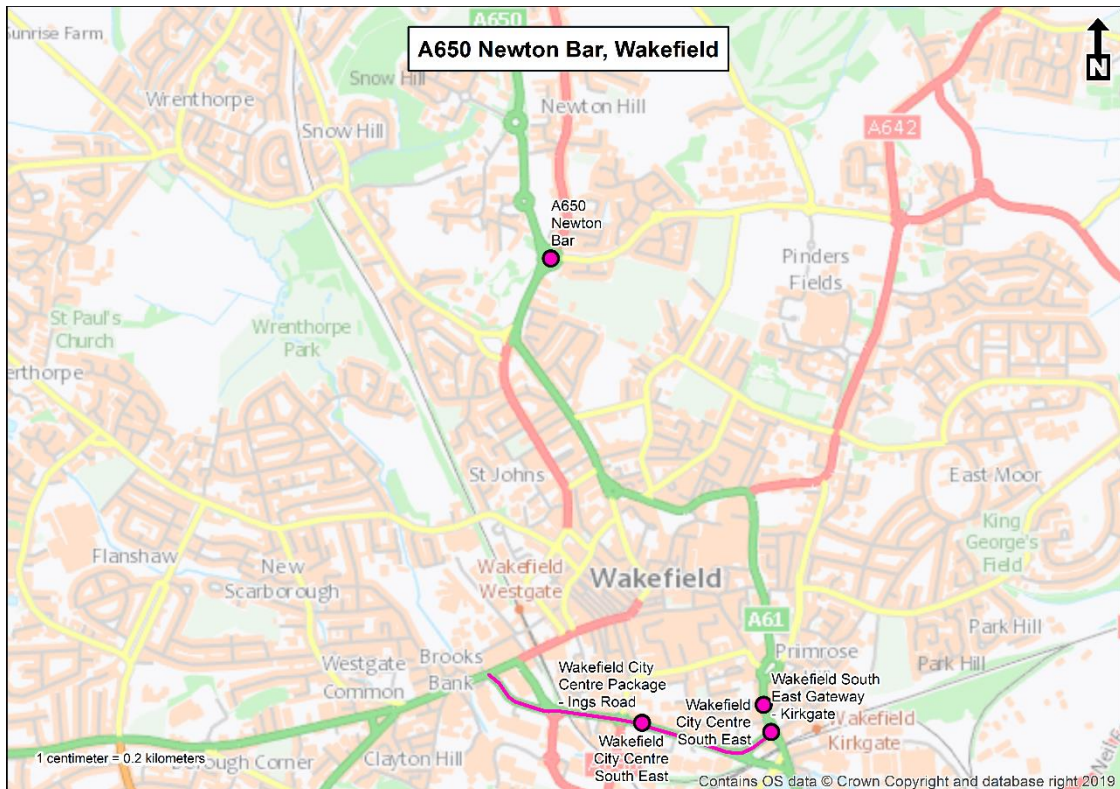 A650
Sunrise Farm
A650 Newton Bar, Wakefield
N
Snow Hill
Wrenthorpe
Newton Hill
Snow Hill
A642
A650
Newton
Bar
Pinders
Fields
St Paul's
Church
Wrenthorpe
Park
erthorpe
St Johns
East Moor
King
George's
Field
Flanshaw
New
Scarborough
Wakefield
Westgate
Wakefield
A61
Park Hill
Westgate
Common
Brooks
Bank
Primrose
Park Hill
Wakefield City
Centre Package
- Ings Road
Wakefield
City Centre
South East
Wakefield South
East Gateway
- Kirkgate
Wakefield
Kirkgate
Wakefield
City Centre
South East
1 centimeter = 0.2 kilometers
Borough Corner
Clayton Hill
Contains OS data © Crown Copyright and database right 2019